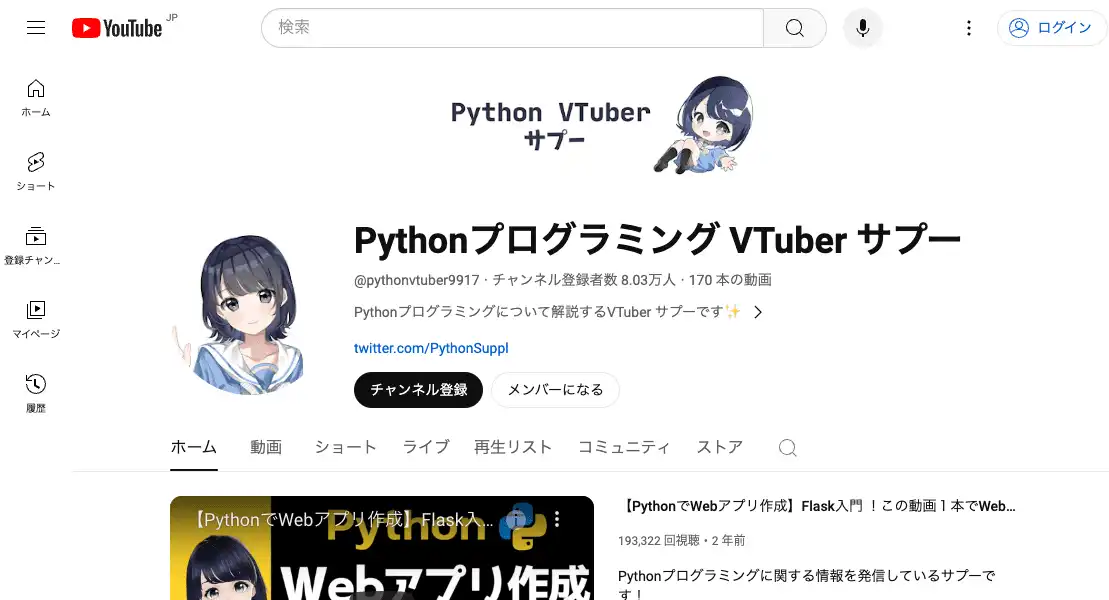 YouTube JP
検索
ログイン
ホーム
ショート
登録チャン...
マイページ
履歴
Python VTuber
サプー
Pythonプログラミング VTuber サプー
@pythonvtuber9917 · チャンネル登録者数 8.03万人 · 170 本の動画
Pythonプログラミングについて解説するVTuber サプーです✨
twitter.com/PythonSuppl
チャンネル登録 メンバーになる
ホーム 動画 ショート ライブ 再生リスト コミュニティ ストア
【PythonでWebアプリ作成】Flask入...
Python
Webアプリ作成
【PythonでWebアプリ作成】Flask入門 ！この動画１本でWeb...
193,322 回視聴・2 年前
Pythonプログラミングに関する情報を発信しているサプーで
す！